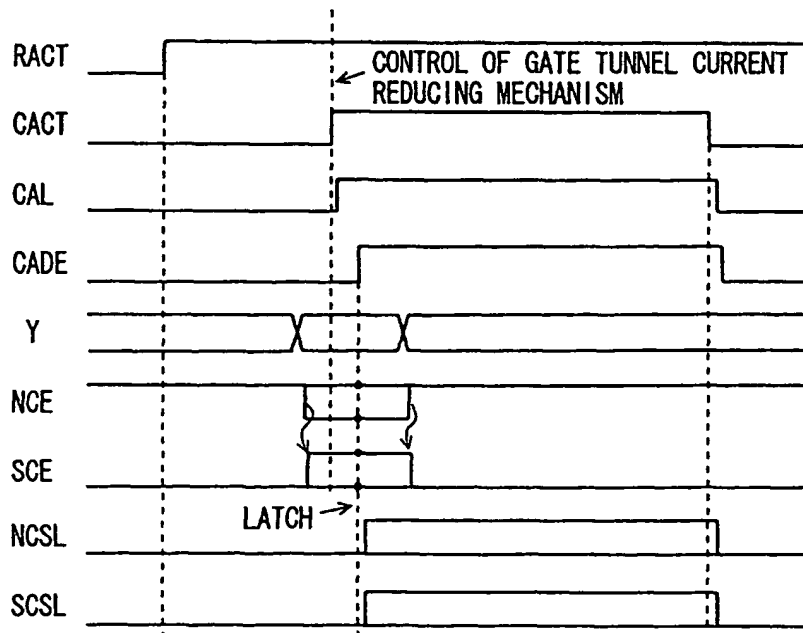 RACT
CONTROL OF GATE TUNNEL CURRENT
REDUCING MECHANISM
CACT
CAL
CADE
Y
NCE
SCE
LATCH
NCSL
SCSL